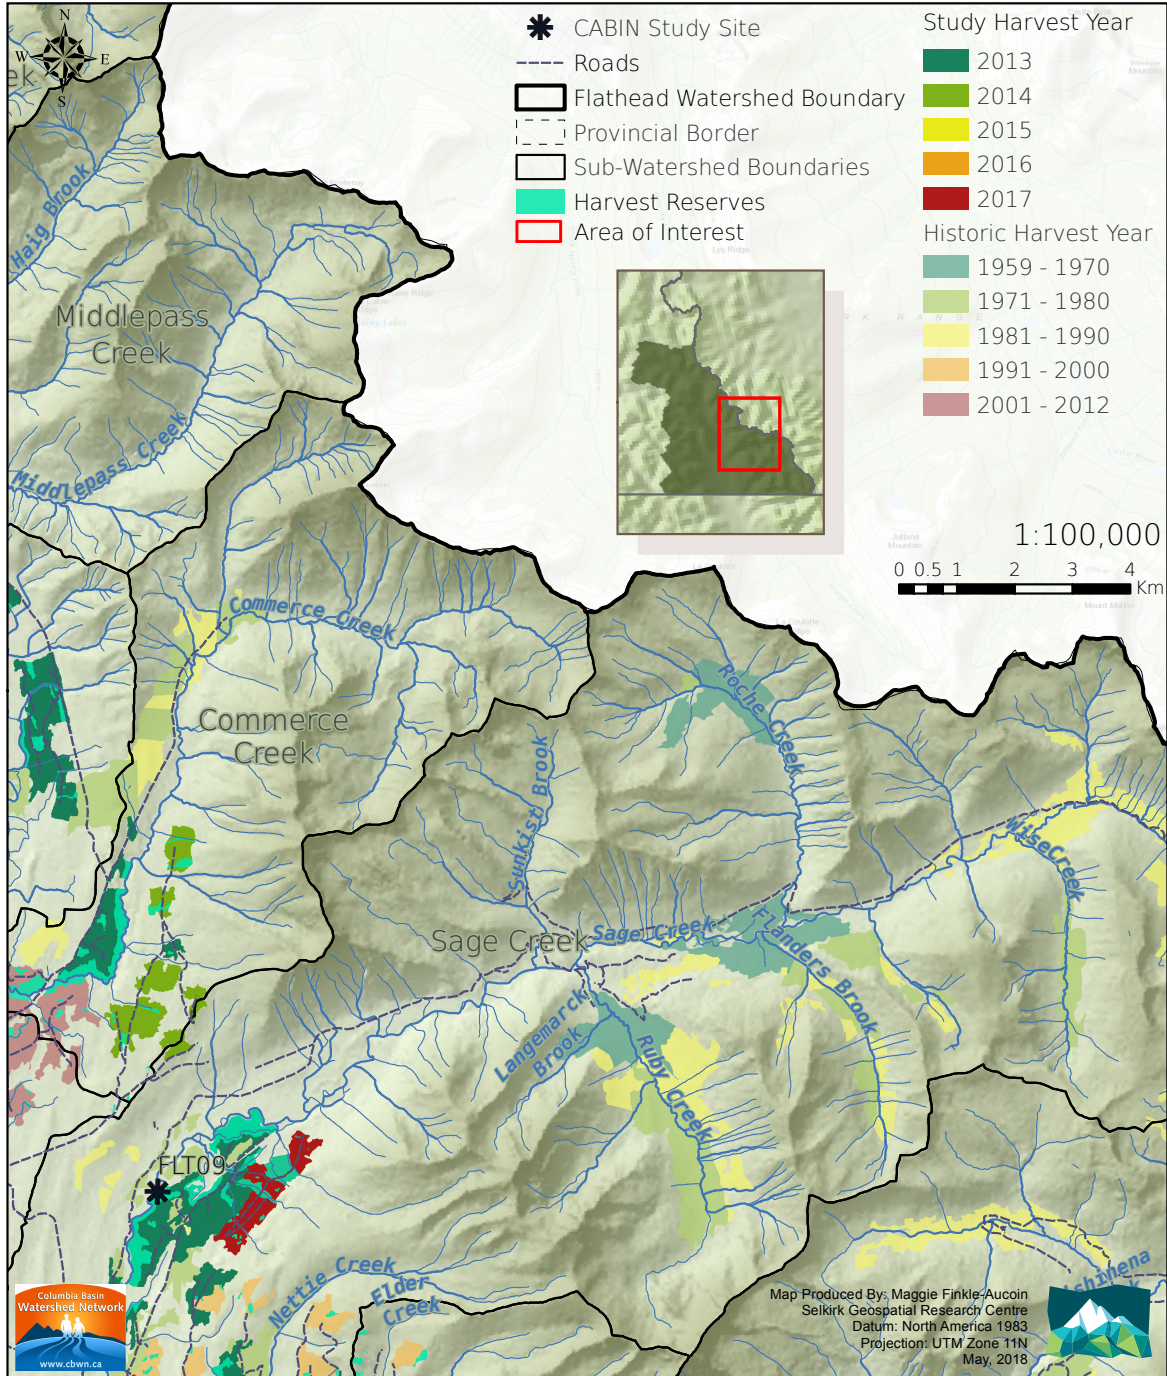 N
W
E
S
ek
CABIN Study Site
Roads
Flathead Watershed Boundary
Provincial Border
Sub-Watershed Boundaries
Harvest Reserves
Area of Interest
Study Harvest Year
2013
2014
2015
2016
2017
Historic Harvest Year
1959 - 1970
1971 - 1980
1981 - 1990
1991 - 2000
2001 - 2012
1:100,000
0 0.5 1 2 3 4 Km
Haig Brook
Middlepass
Creek
Middlepass Creek
Commerce Creek
Commerce
Creek
Roche Creek
Sunkist Brook
Wise Creek
Sage Creek
Sage Creek
Flanders Brook
Langemarck
Brook
Ruby Creek
FLT09
Nettie Creek
Elder
Creek
Columbia Basin
Watershed Network
www.cbwn.ca
Map Produced By: Maggie Finkle-Aucoin
Selkirk Geospatial Research Centre
Datum: North America 1983
Projection: UTM Zone 11N
May, 2018